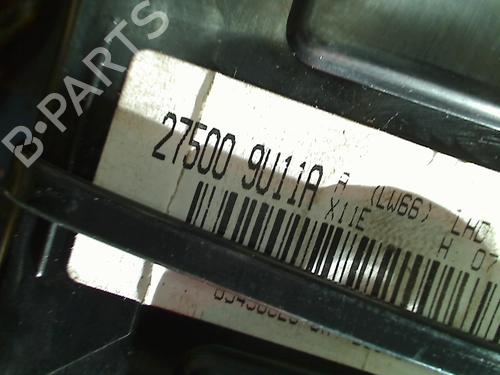 B-PARTS
27500 9U11A A (LW66) LHD
X11E H 07